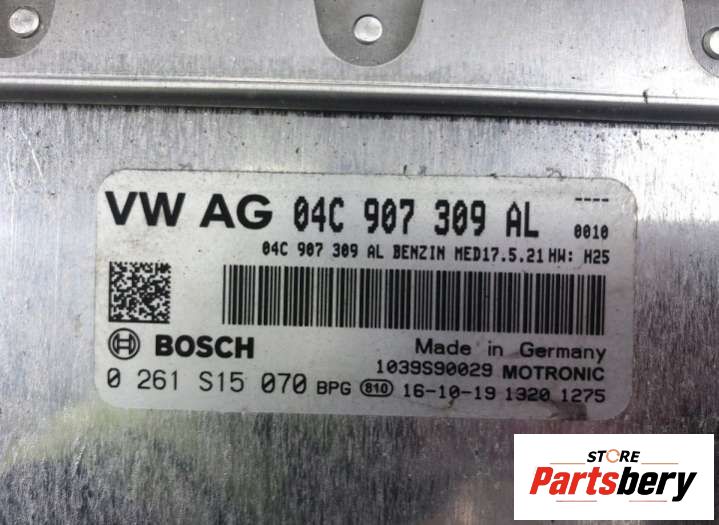 VW AG 04C 907 309 AL
----
0010
04C 907 309 AL BENZIN MED17.5.21 HW: H25
BOSCH
Made in Germany
1039S90029 MOTRONIC
0 261 S15 070 BPG 810 16-10-19 1320 1275
STORE
Partsbery